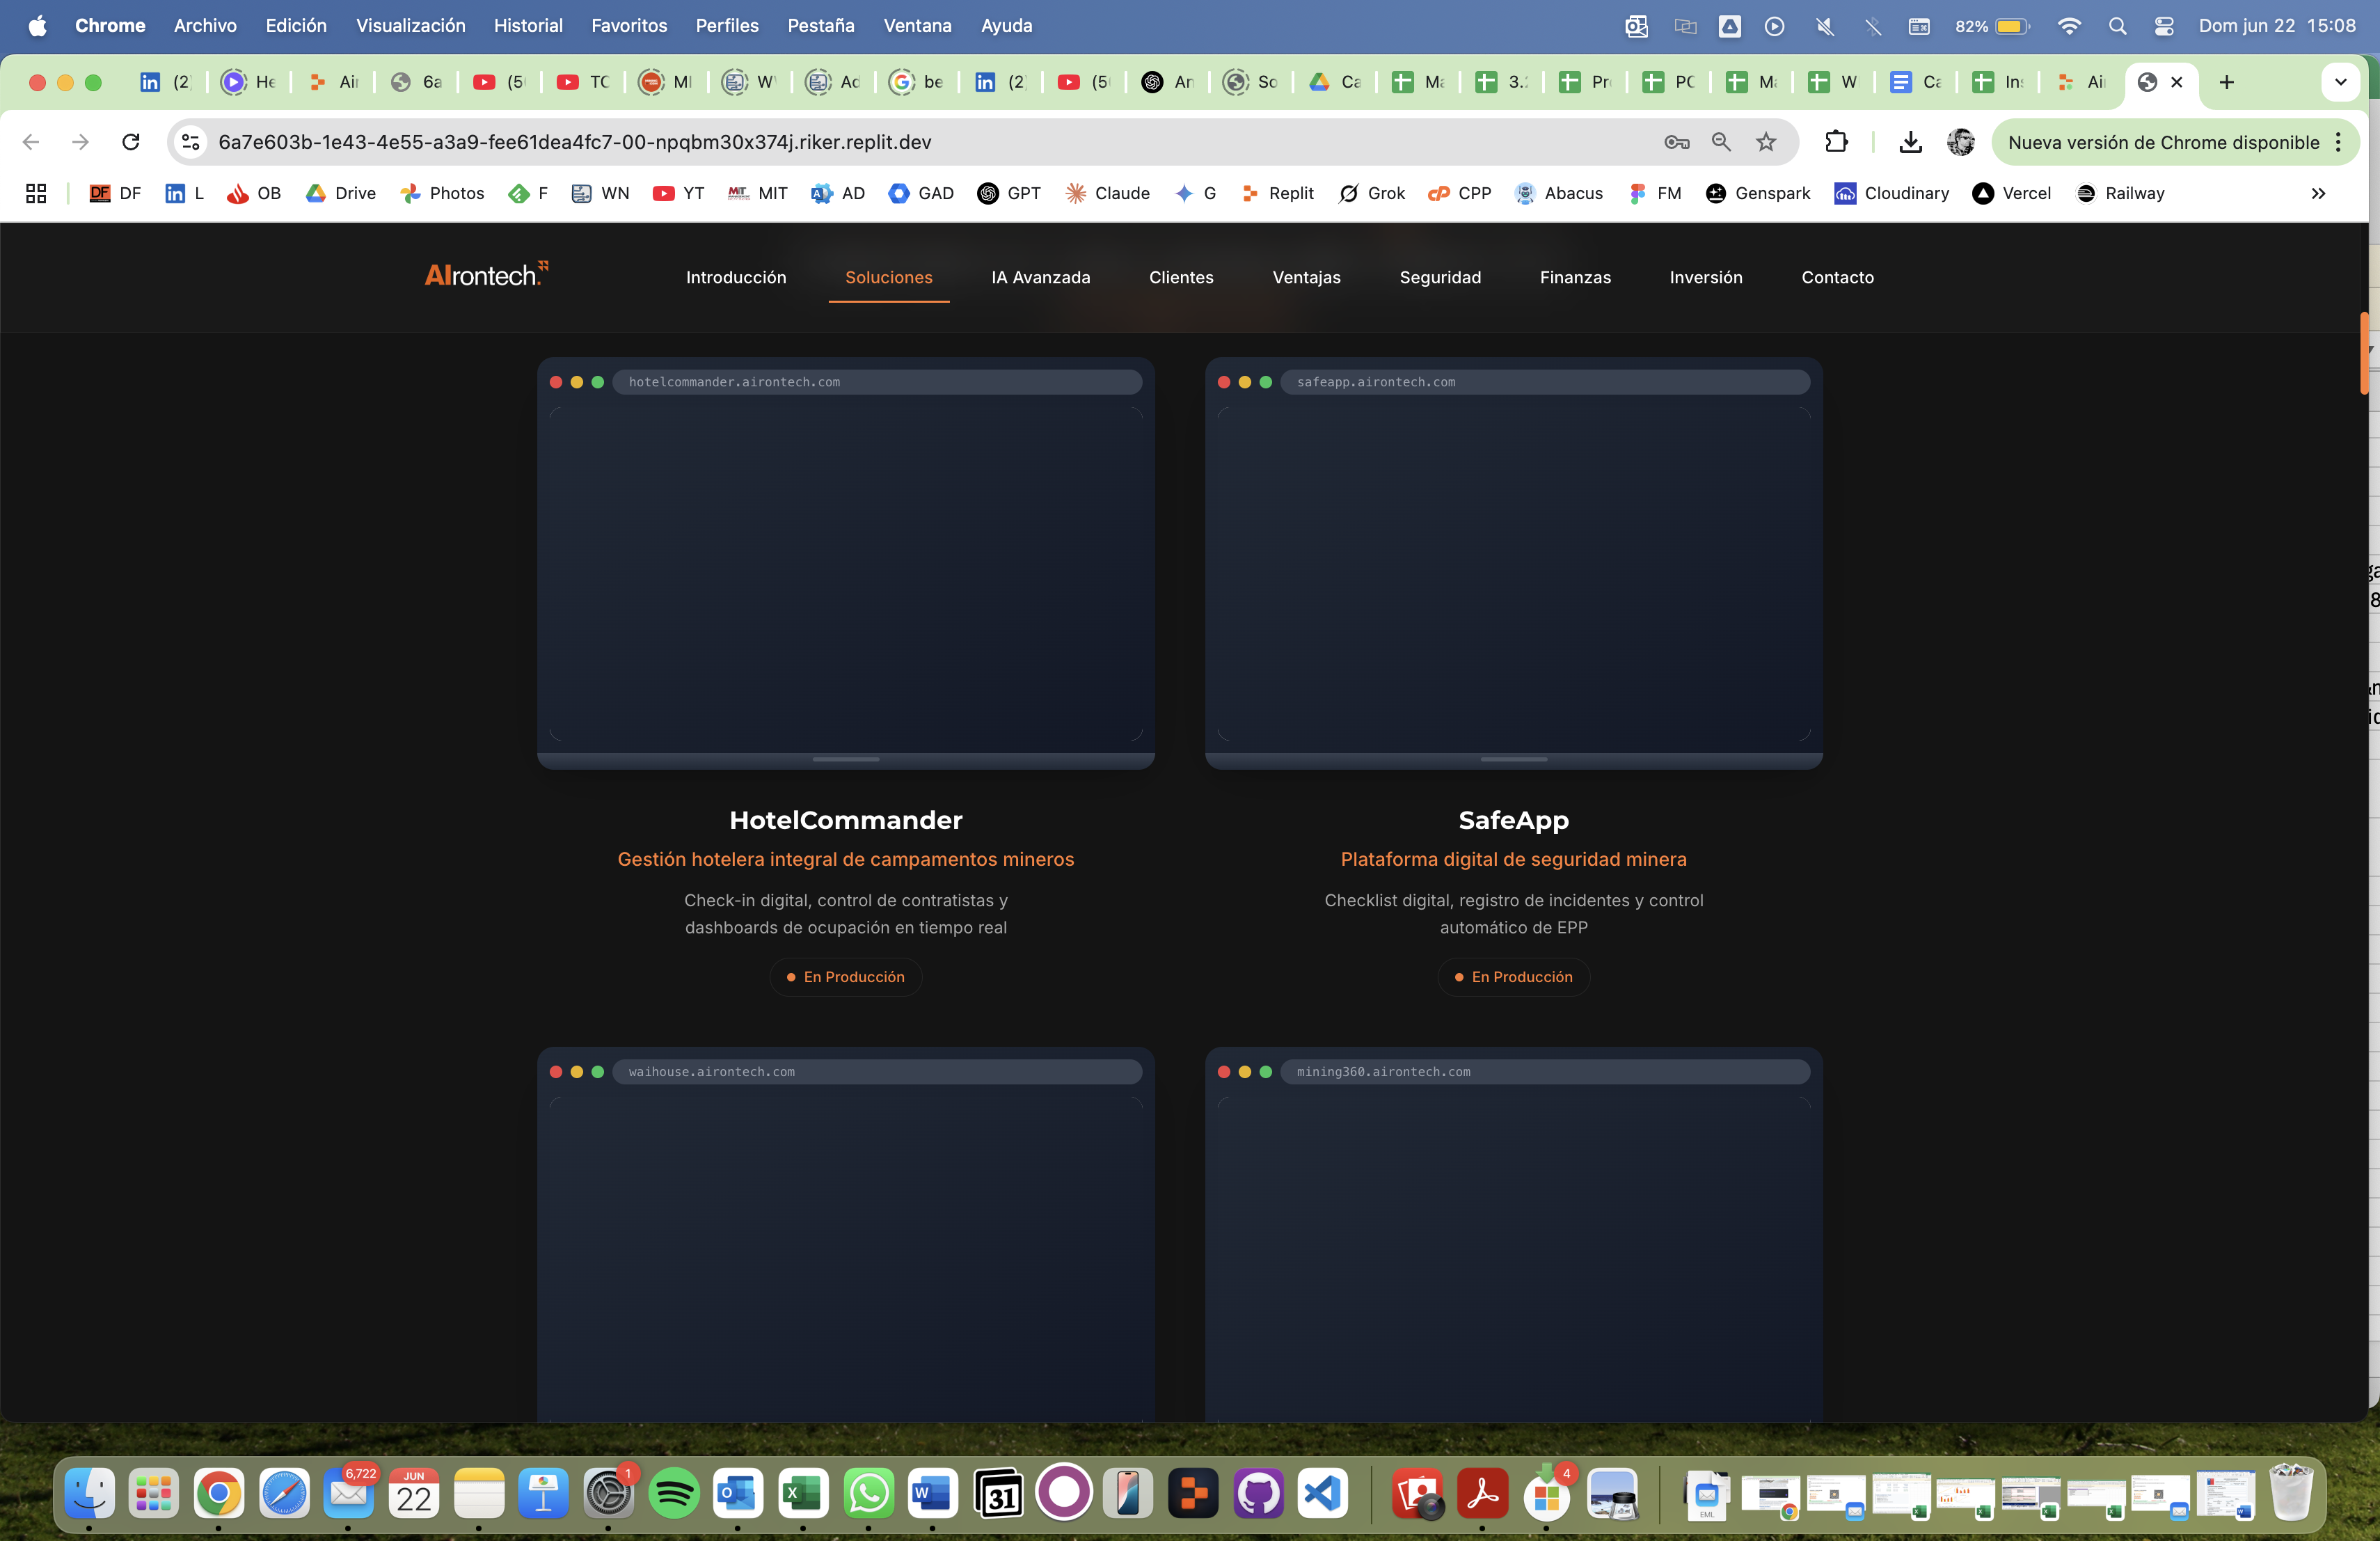 Chrome Archivo Edición Visualización Historial Favoritos Perfiles Pestaña Ventana Ayuda 82% Dom jun 22 15:08
(2 He Air 6a (5 TC MI W Ad be (2 (5 An So Ca Ma 3. Pr PC Ma W Ca In Ai
6a7e603b-1e43-4e55-a3a9-fee61dea4fc7-00-npqbm30x374j.riker.replit.dev Nueva versión de Chrome disponible
DF L OB Drive Photos F WN YT MIT AD GAD GPT Claude G Replit Grok CPP Abacus FM Genspark Cloudinary Vercel Railway
AIrontech. Introducción Soluciones IA Avanzada Clientes Ventajas Seguridad Finanzas Inversión Contacto
hotelcommander.airontech.com
HotelCommander
Gestión hotelera integral de campamentos mineros
Check-in digital, control de contratistas y
dashboards de ocupación en tiempo real
En Producción
safeapp.airontech.com
SafeApp
Plataforma digital de seguridad minera
Checklist digital, registro de incidentes y control
automático de EPP
En Producción
waihouse.airontech.com
mining360.airontech.com
6,722 JUN 22 1 31 4
EML